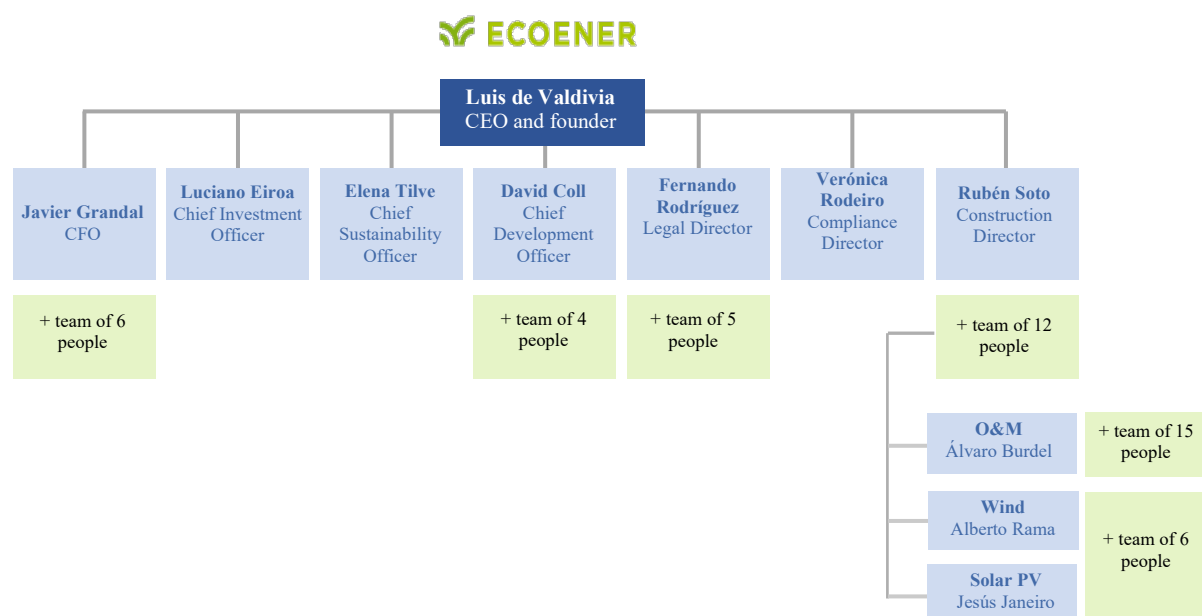 ECOENER
Luis de Valdivia
CEO and founder
Javier Grandal
CFO
Luciano Eiroa
Chief Investment
Officer
Elena Tilve
Chief
Sustainability
Officer
David Coll
Chief
Development
Officer
Fernando
Rodríguez
Legal Director
Verónica
Rodeiro
Compliance
Director
Rubén Soto
Construction
Director
+ team of 6
people
+ team of 4
people
+ team of 5
people
+ team of 12
people
O&M
Álvaro Burdel
+ team of 15
people
Wind
Alberto Rama
+ team of 6
people
Solar PV
Jesús Janeiro